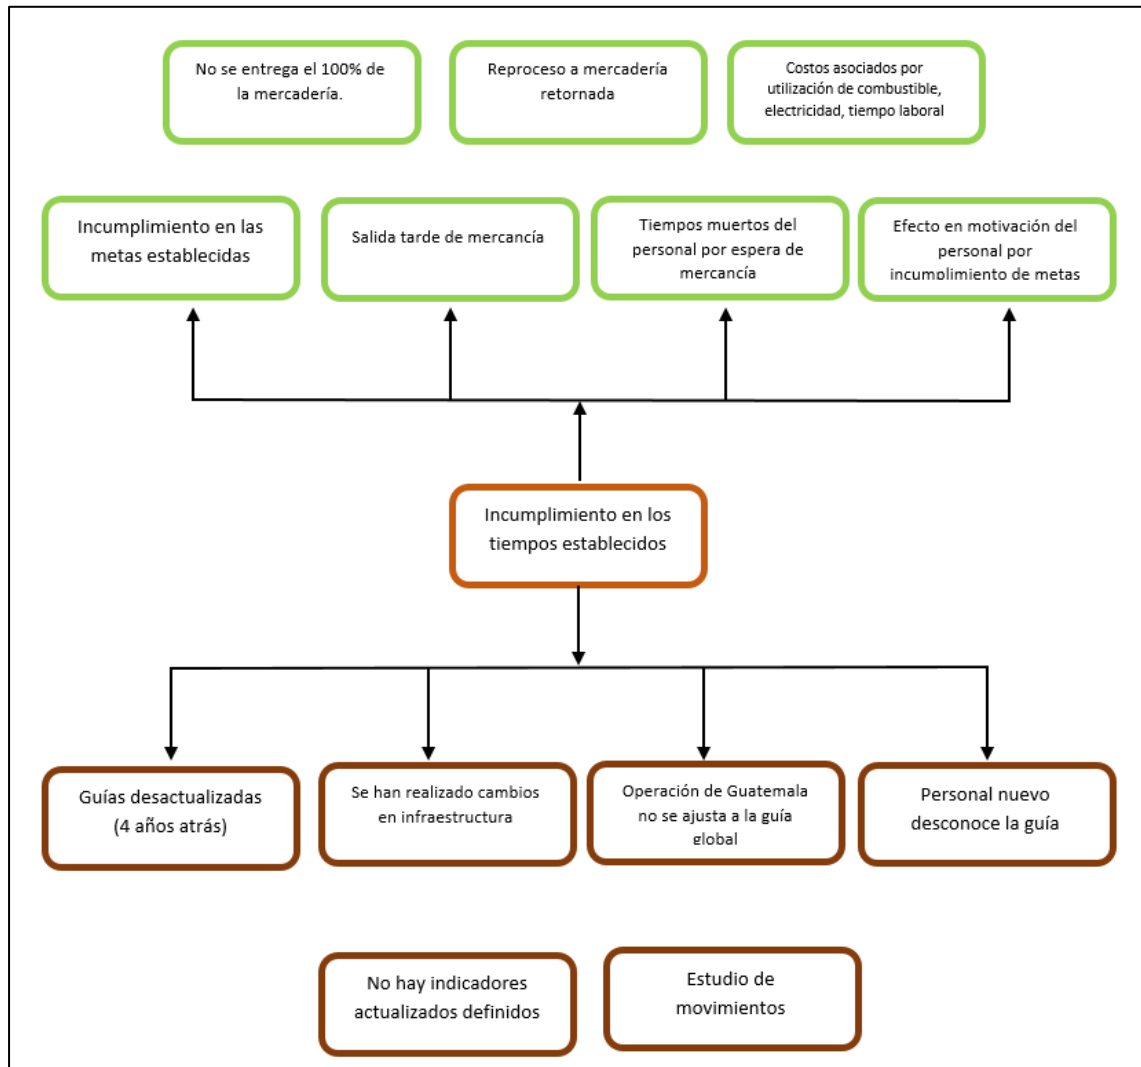 No se entrega el 100% de
la mercadería.
Reproceso a mercadería
retornada
Costos asociados por
utilización de combustible,
electricidad, tiempo laboral
Incumplimiento en las
metas establecidas
Salida tarde de mercancía
Tiempos muertos del
personal por espera de
mercancía
Efecto en motivación del
personal por
incumplimiento de metas
Incumplimiento en los
tiempos establecidos
Guías desactualizadas
(4 años atrás)
Se han realizado cambios
en infraestructura
Operación de Guatemala
no se ajusta a la guía
global
Personal nuevo
desconoce la guía
No hay indicadores
actualizados definidos
Estudio de
movimientos